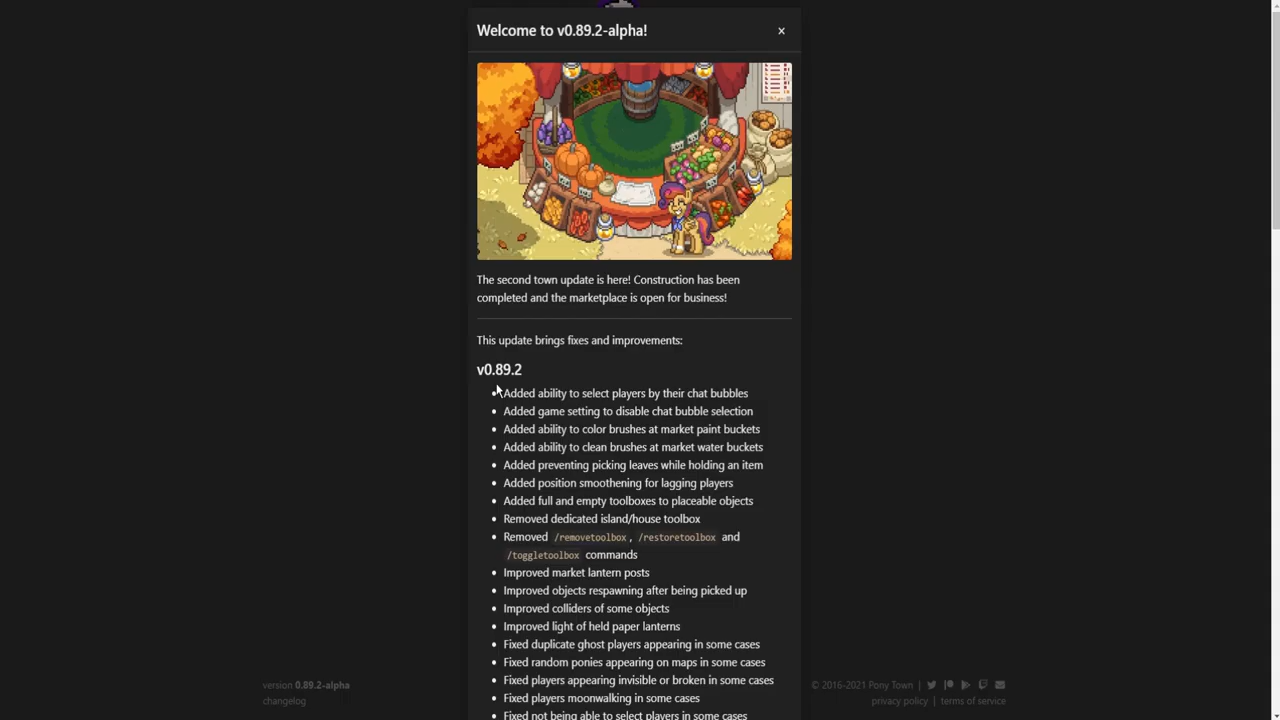 Welcome to v0.89.2-alpha!
×
The second town update is here! Construction has been
completed and the marketplace is open for business!
This update brings fixes and improvements:
v0.89.2
• Added ability to select players by their chat bubbles
• Added game setting to disable chat bubble selection
• Added ability to color brushes at market paint buckets
• Added ability to clean brushes at market water buckets
• Added preventing picking leaves while holding an item
• Added position smoothening for lagging players
• Added full and empty toolboxes to placeable objects
• Removed dedicated island/house toolbox
• Removed /removetoolbox, /restoretoolbox and
/toggletoolbox commands
• Improved market lantern posts
• Improved objects respawning after being picked up
• Improved colliders of some objects
• Improved light of held paper lanterns
• Fixed duplicate ghost players appearing in some cases
• Fixed random ponies appearing on maps in some cases
• Fixed players appearing invisible or broken in some cases
• Fixed players moonwalking in some cases
• Fixed not being able to select players in some cases
version 0.89.2-alpha
changelog
© 2016-2021 Pony Town |
privacy policy | terms of service